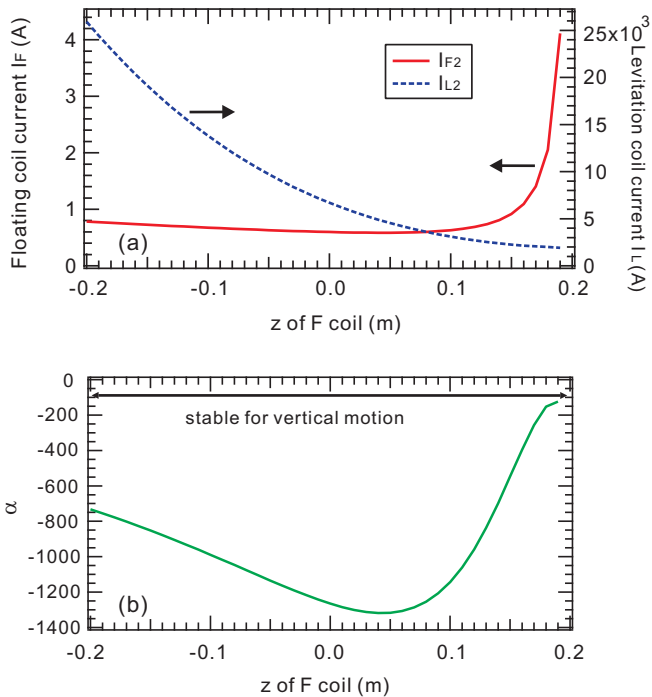 Floating coil current IF (A)
4
3
2
1
0
IF2
IL2
(a)
25x10³
20
15
10
5
0
Levitation coil current IL(A)
-0.2
-0.1
0.0
0.1
0.2
z of F coil (m)
α
0
-200
-400
-600
-800
-1000
-1200
-1400
stable for vertical motion
(b)
-0.2
-0.1
0.0
0.1
0.2
z of F coil (m)